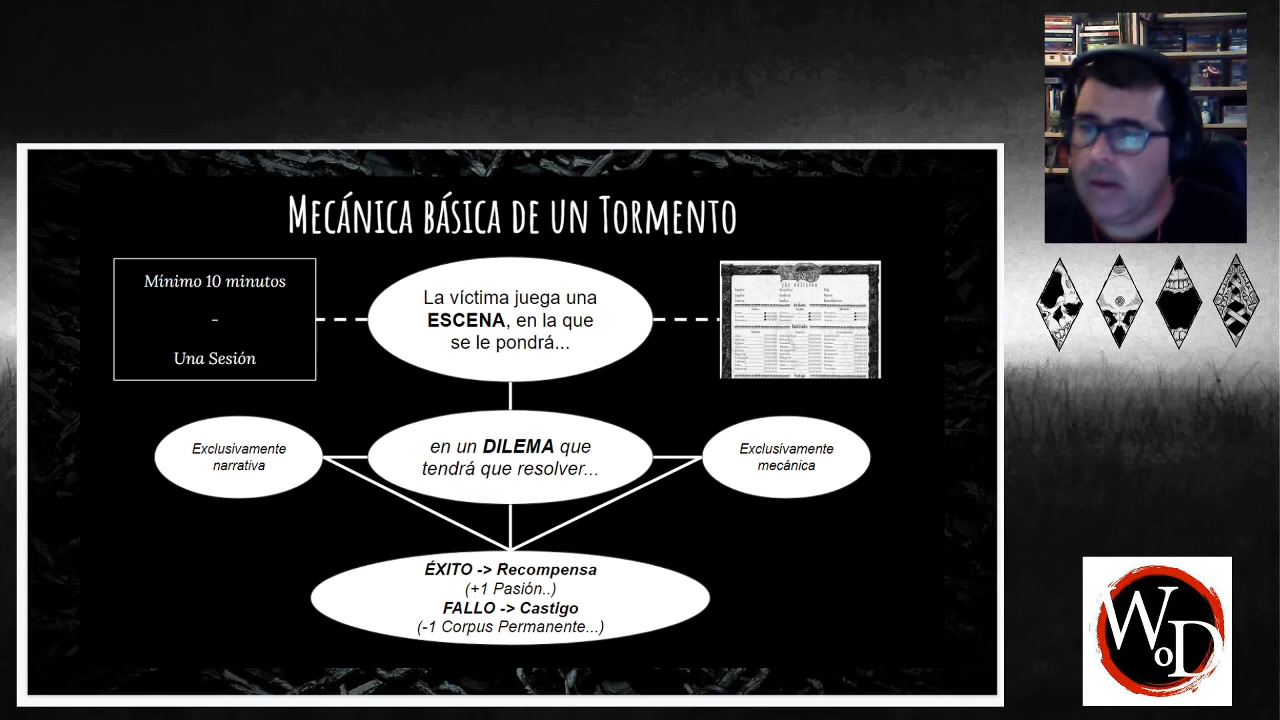 MECÁNICA BÁSICA DE UN TORMENTO
Mínimo 10 minutos
-
Una Sesión
La víctima juega una
ESCENA, en la que
se le pondrá...
Exclusivamente
narrativa
en un DILEMA que
tendrá que resolver...
Exclusivamente
mecánica
ÉXITO -> Recompensa
(+1 Pasión..)
FALLO -> Castigo
(-1 Corpus Permanente...)
WoD